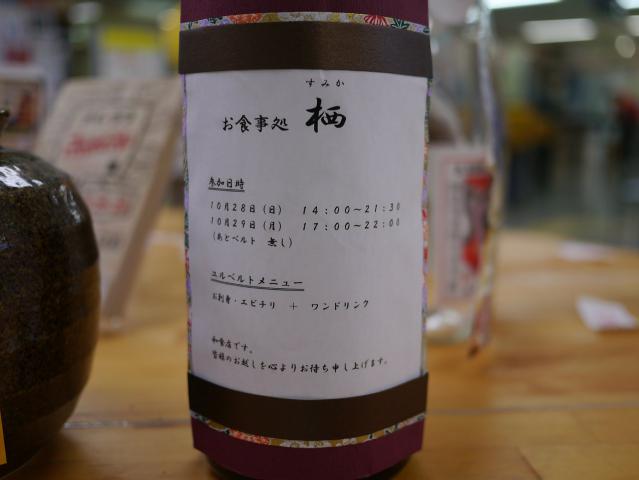 すみか
お食事処 栖
参加日時
10月28日(日) 14:00～21:30
10月29日(月) 17:00～22:00
(あとベルト 無し)
ユルベルトメニュー
お刺身・エビチリ + ワンドリンク
和食店です。
皆様のお越しを心よりお待ち申し上げます。